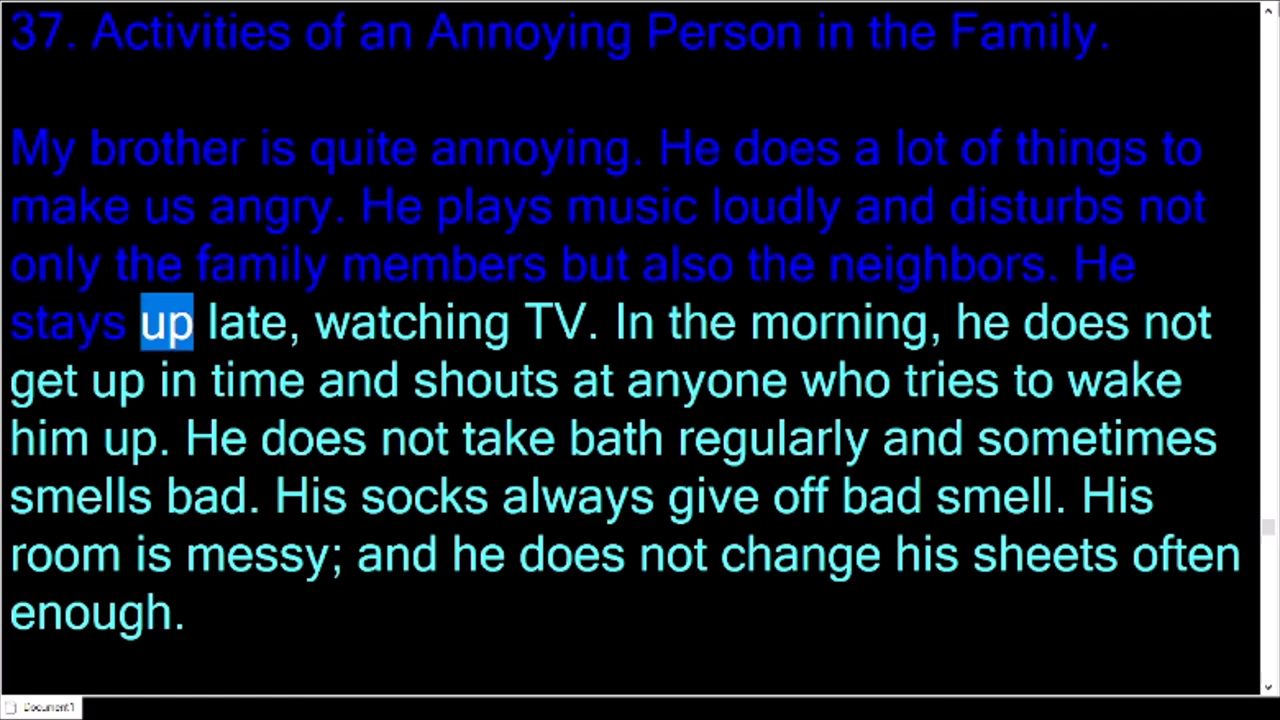 37. Activities of an Annoying Person in the Family.
My brother is quite annoying. He does a lot of things to
make us angry. He plays music loudly and disturbs not
only the family members but also the neighbors. He
stays up late, watching TV. In the morning, he does not
get up in time and shouts at anyone who tries to wake
him up. He does not take bath regularly and sometimes
smells bad. His socks always give off bad smell. His
room is messy; and he does not change his sheets often
enough.
Document1